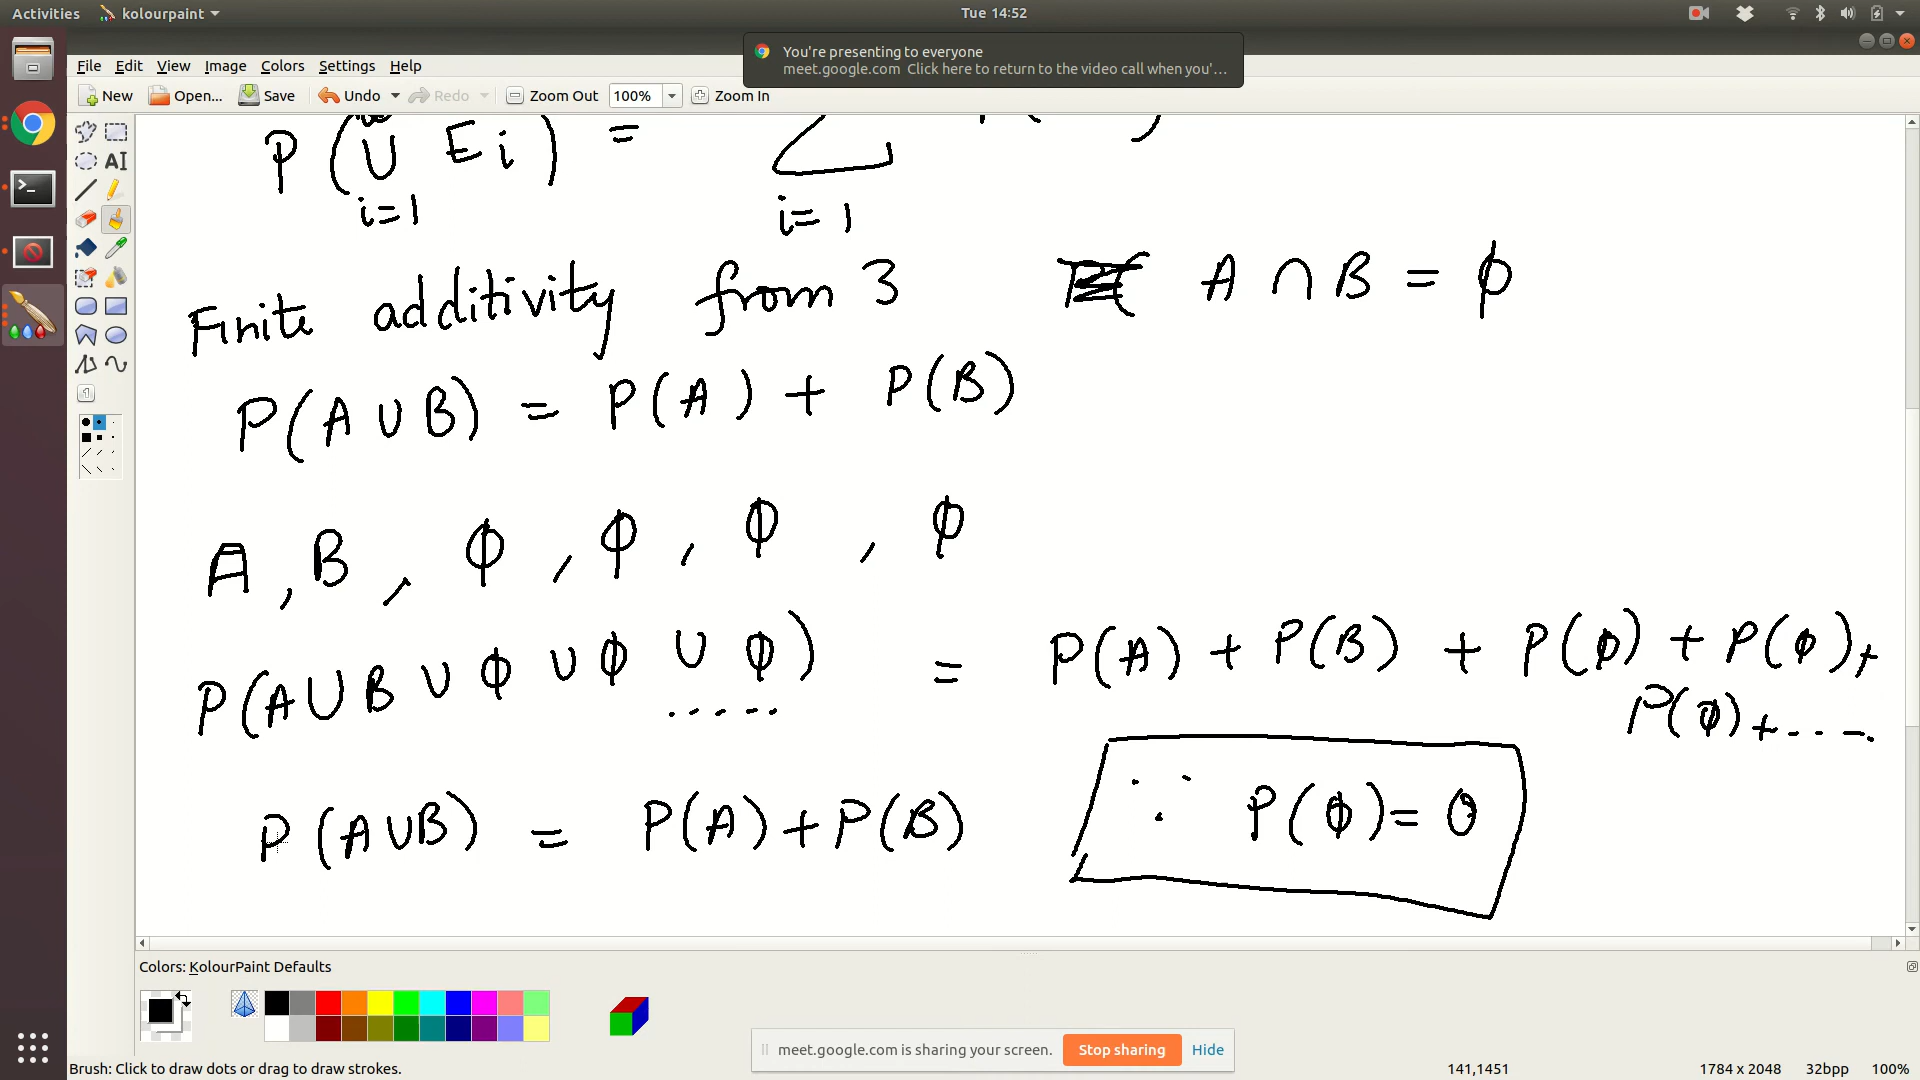 Activities kolourpaint Tue 14:52
You're presenting to everyone
meet.google.com Click here to return to the video call when you'...
File Edit View Image Colors Settings Help
New Open... Save Undo Redo Zoom Out 100% Zoom In
P(∪ Ei) = Σ
i=1 i=1
Finite additivity from 3 A ∩ B = ϕ
P(A ∪ B) = P(A) + P(B)
A, B, ϕ, ϕ, ϕ, ϕ
P(A ∪ B ∪ ϕ ∪ ϕ ∪ ϕ) = P(A) + P(B) + P(ϕ) + P(ϕ) +
..... P(ϕ) + ....
P(A∪B) = P(A) + P(B) ∵ P(ϕ) = 0
Colors: KolourPaint Defaults
meet.google.com is sharing your screen. Stop sharing Hide
Brush: Click to draw dots or drag to draw strokes. 141,1451 1784 x 2048 32bpp 100%